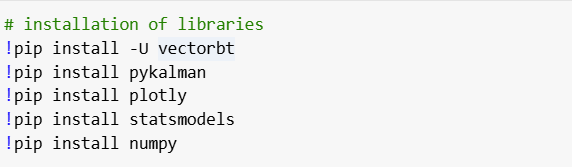 # installation of libraries
!pip install -U vectorbt
!pip install pykalman
!pip install plotly
!pip install statsmodels
!pip install numpy